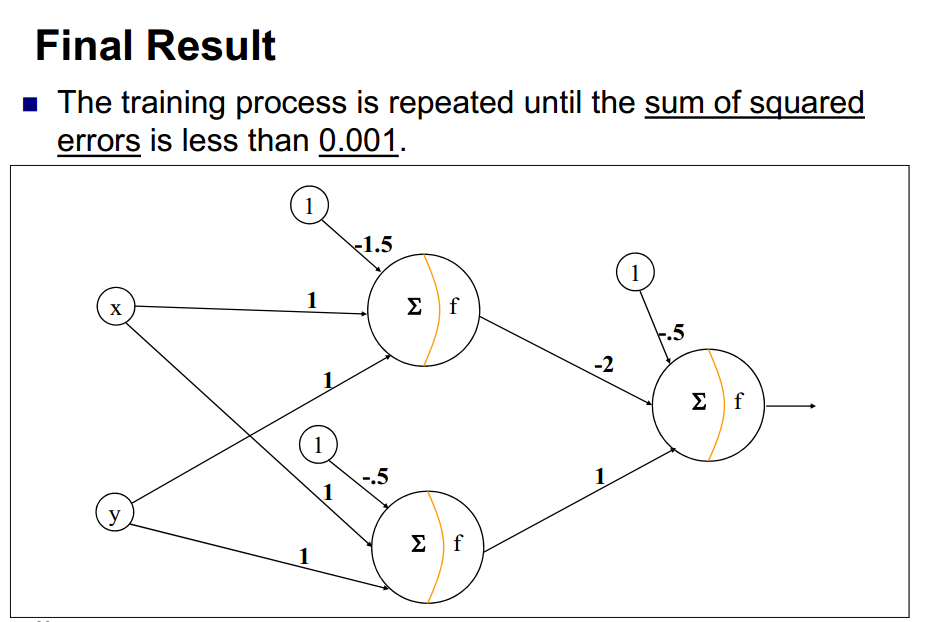 Final Result
The training process is repeated until the sum of squared
errors is less than 0.001.
1
-1.5
1
x
1
Σ f
-.5
-2
1
Σ f
1
-.5
1
1
y
Σ f
1